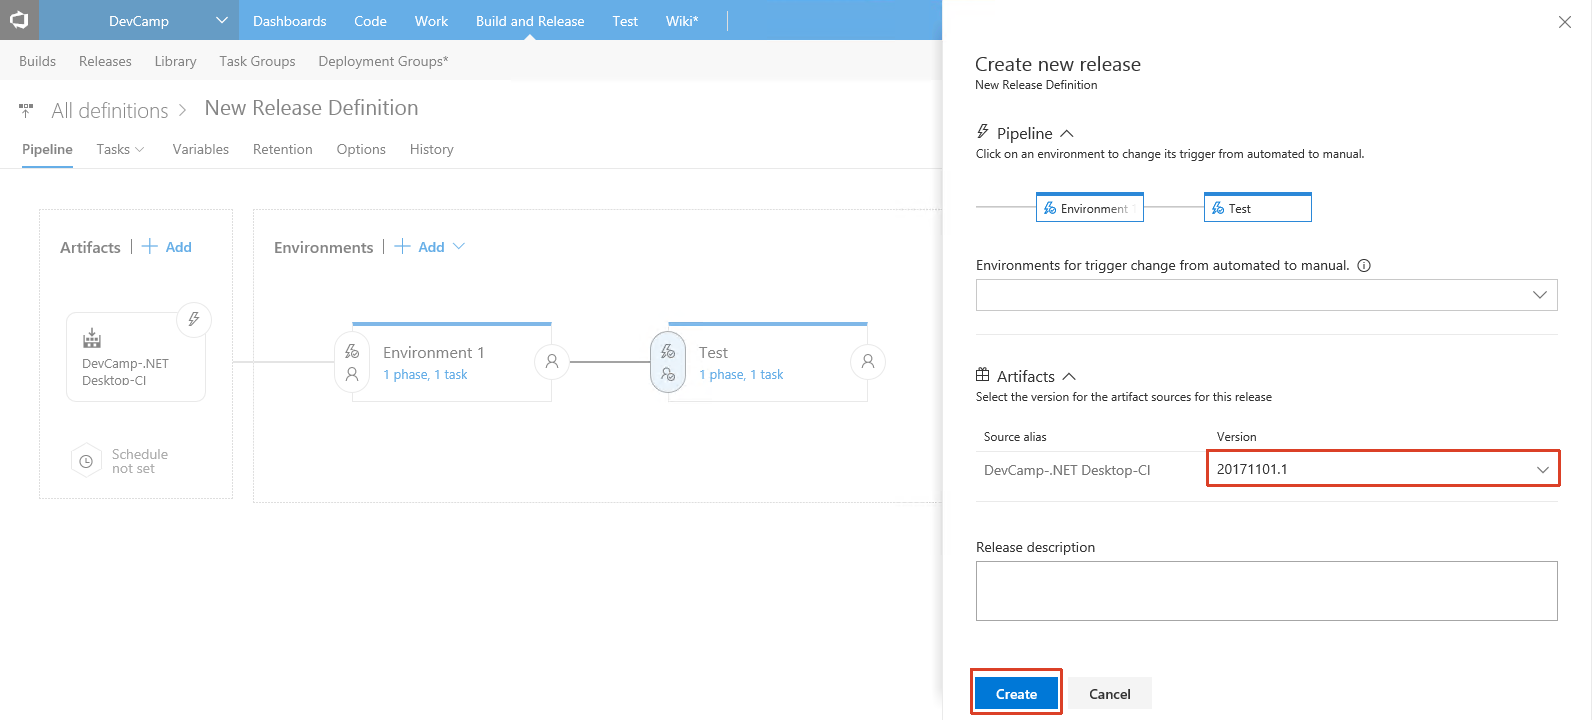 DevCamp
Dashboards Code Work Build and Release Test Wiki*
Builds Releases Library Task Groups Deployment Groups*
All definitions > New Release Definition
Pipeline Tasks Variables Retention Options History
Artifacts | + Add
DevCamp-.NET
Desktop-CI
Schedule
not set
Environments | + Add
Environment 1
1 phase, 1 task
Test
1 phase, 1 task
Create new release
New Release Definition
Pipeline
Click on an environment to change its trigger from automated to manual.
Environment
Test
Environments for trigger change from automated to manual.
Artifacts
Select the version for the artifact sources for this release
Source alias Version
DevCamp-.NET Desktop-CI 20171101.1
Release description
Create Cancel